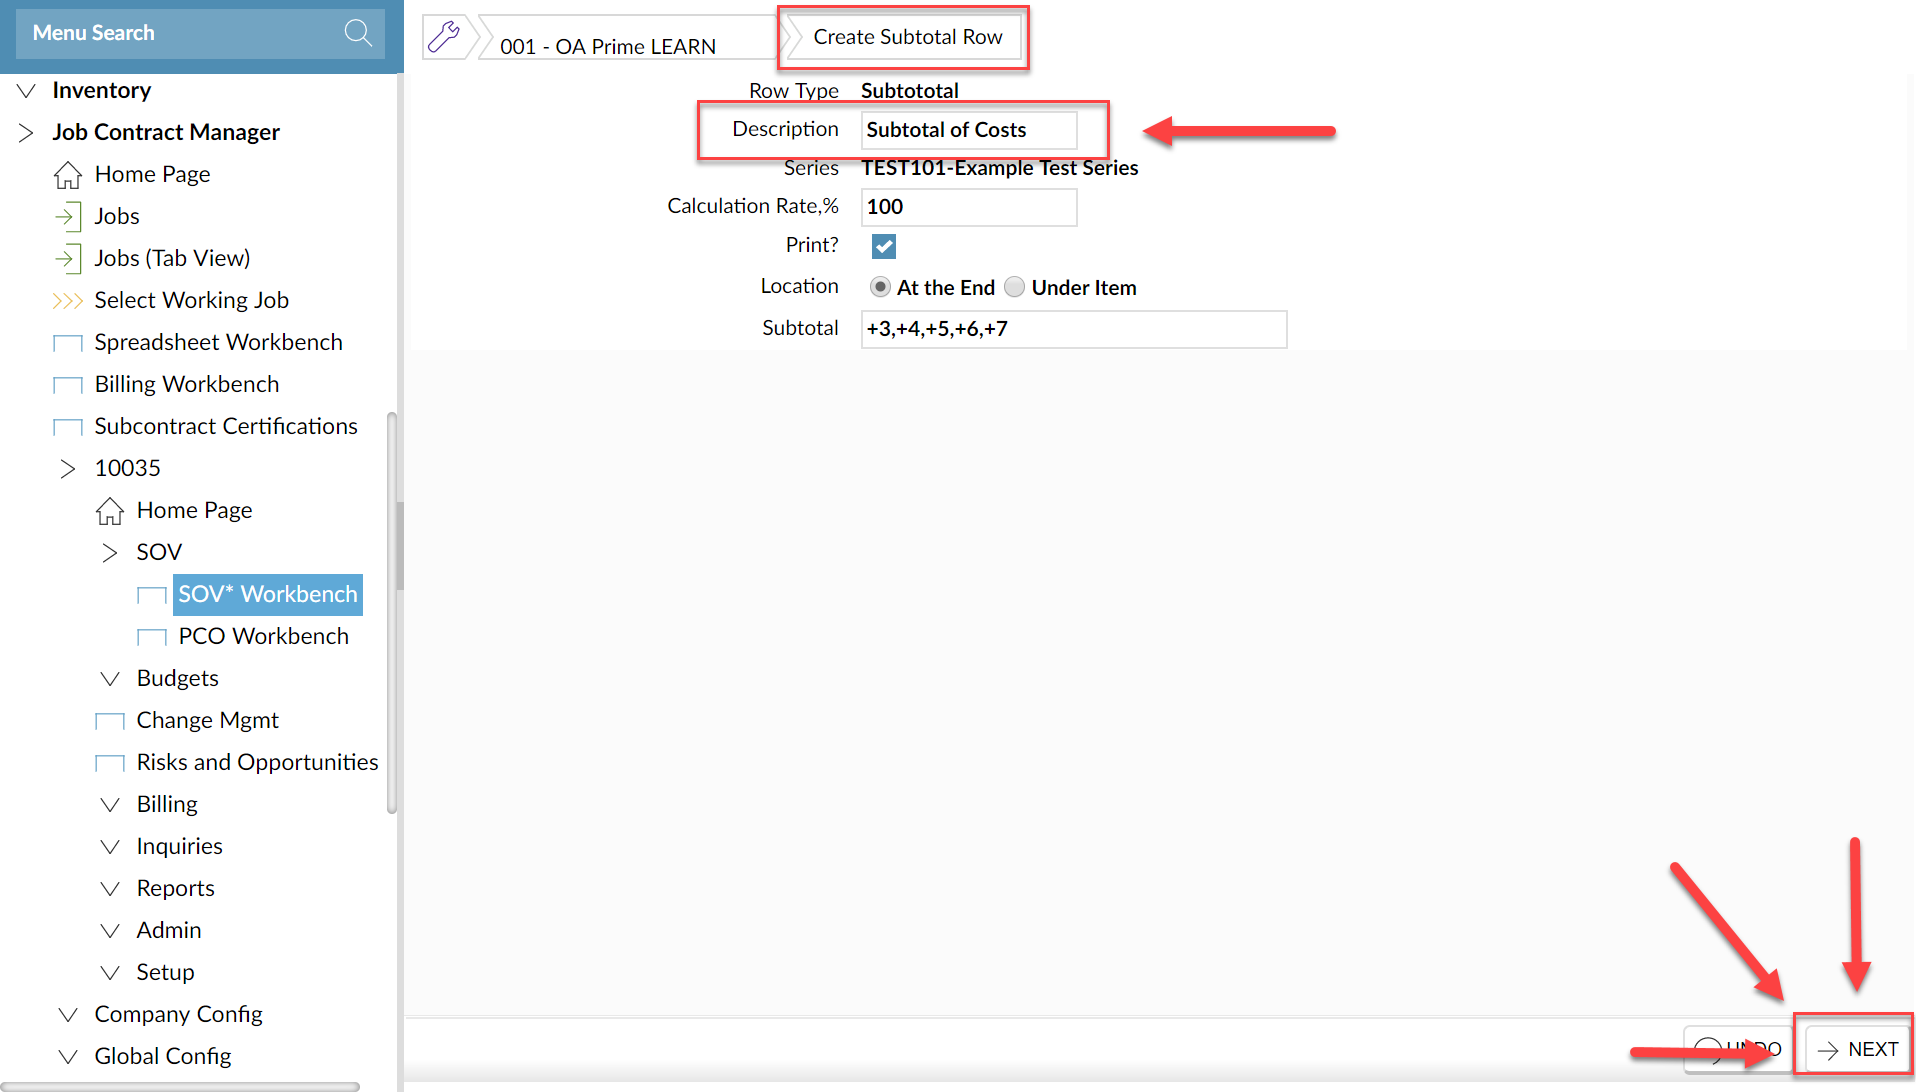 Menu Search
Inventory
Job Contract Manager
Home Page
Jobs
Jobs (Tab View)
Select Working Job
Spreadsheet Workbench
Billing Workbench
Subcontract Certifications
10035
Home Page
SOV
SOV* Workbench
PCO Workbench
Budgets
Change Mgmt
Risks and Opportunities
Billing
Inquiries
Reports
Admin
Setup
Company Config
Global Config
001 - OA Prime LEARN
Create Subtotal Row
Row Type Subtototal
Description Subtotal of Costs
Series TEST101-Example Test Series
Calculation Rate,% 100
Print?
Location At the End Under Item
Subtotal +3,+4,+5,+6,+7
UNDO
NEXT